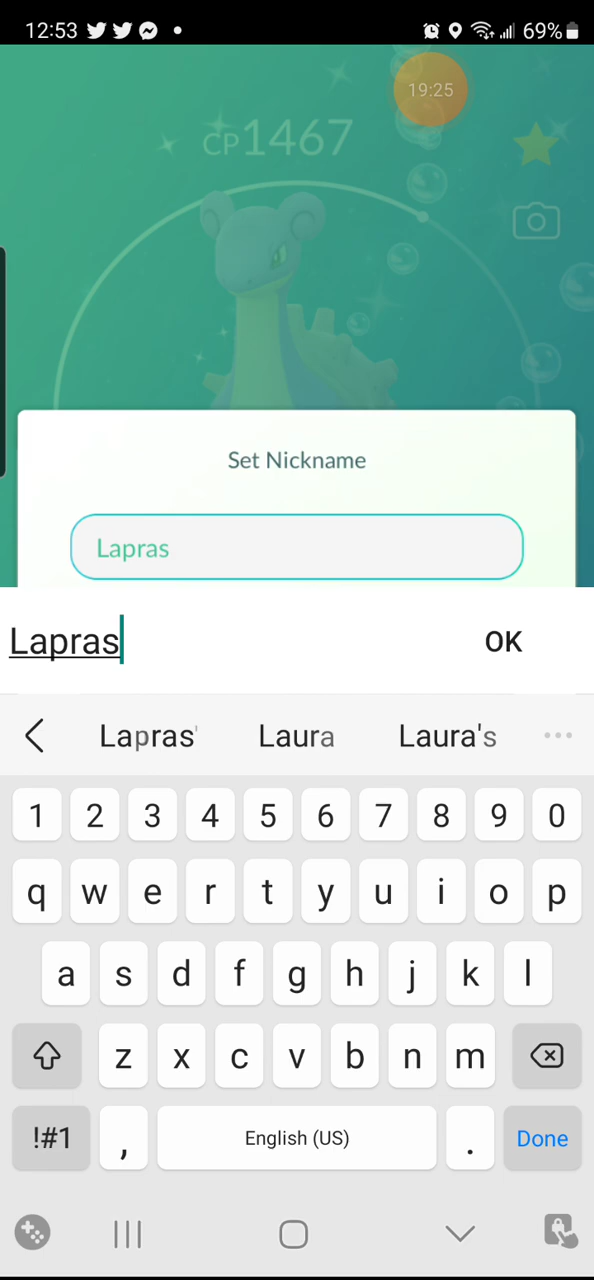 12:53 69%
19:25
CP1467
Set Nickname
Lapras
Lapras OK
Lapras' Laura Laura's
1 2 3 4 5 6 7 8 9 0
q w e r t y u i o p
a s d f g h j k l
z x c v b n m
!#1 , English (US) . Done